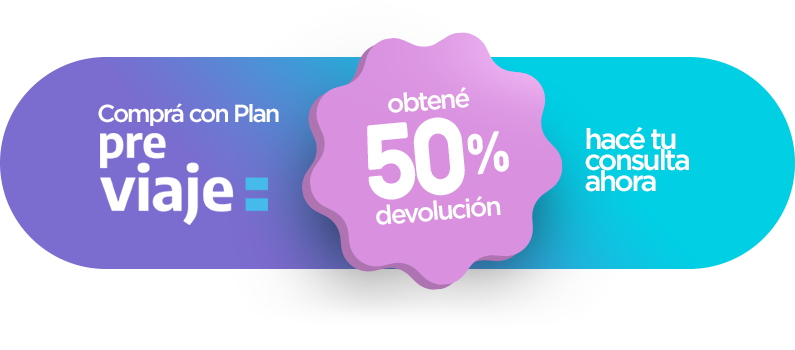 Comprá con Plan
pre
viaje
obtené
50%
devolución
hacé tu
consulta
ahora